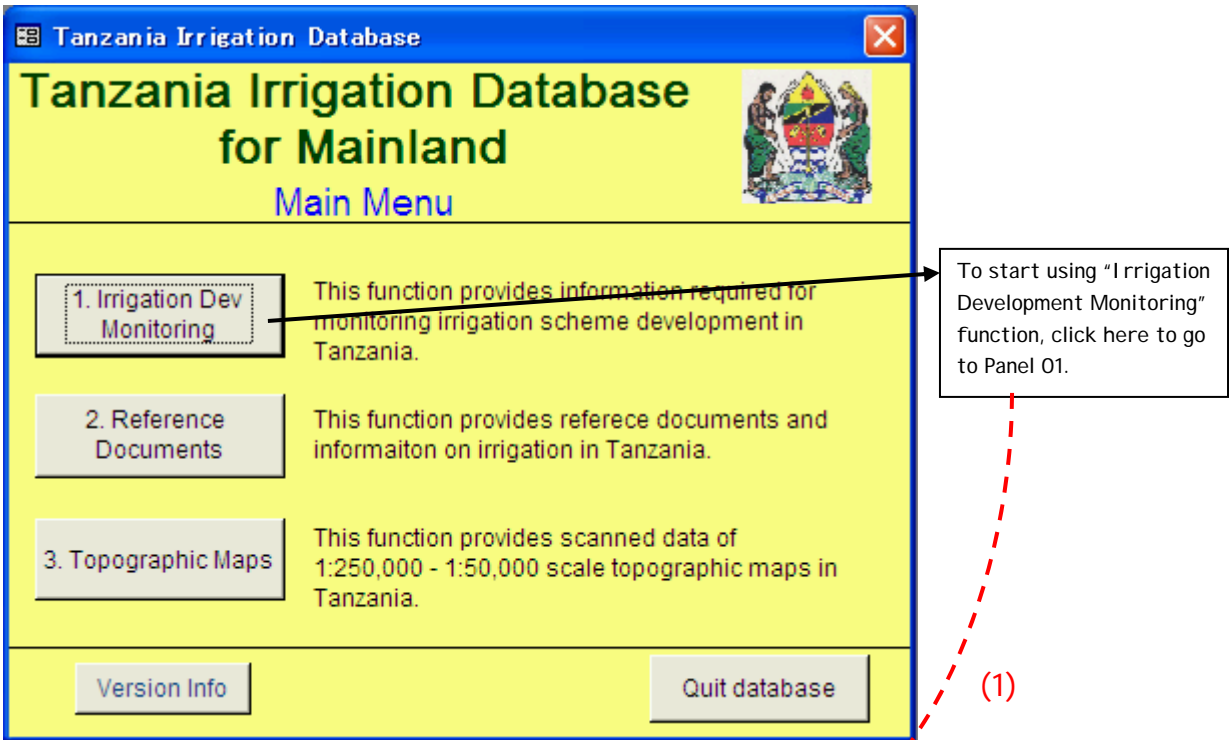 Tanzania Irrigation Database
Tanzania Irrigation Database
for Mainland
Main Menu
1. Irrigation Dev
Monitoring
This function provides information required for
monitoring irrigation scheme development in
Tanzania.
2. Reference
Documents
This function provides referece documents and
informaiton on irrigation in Tanzania.
3. Topographic Maps
This function provides scanned data of
1:250,000 - 1:50,000 scale topographic maps in
Tanzania.
Version Info
Quit database
To start using “Irrigation
Development Monitoring”
function, click here to go
to Panel 01.
(1)